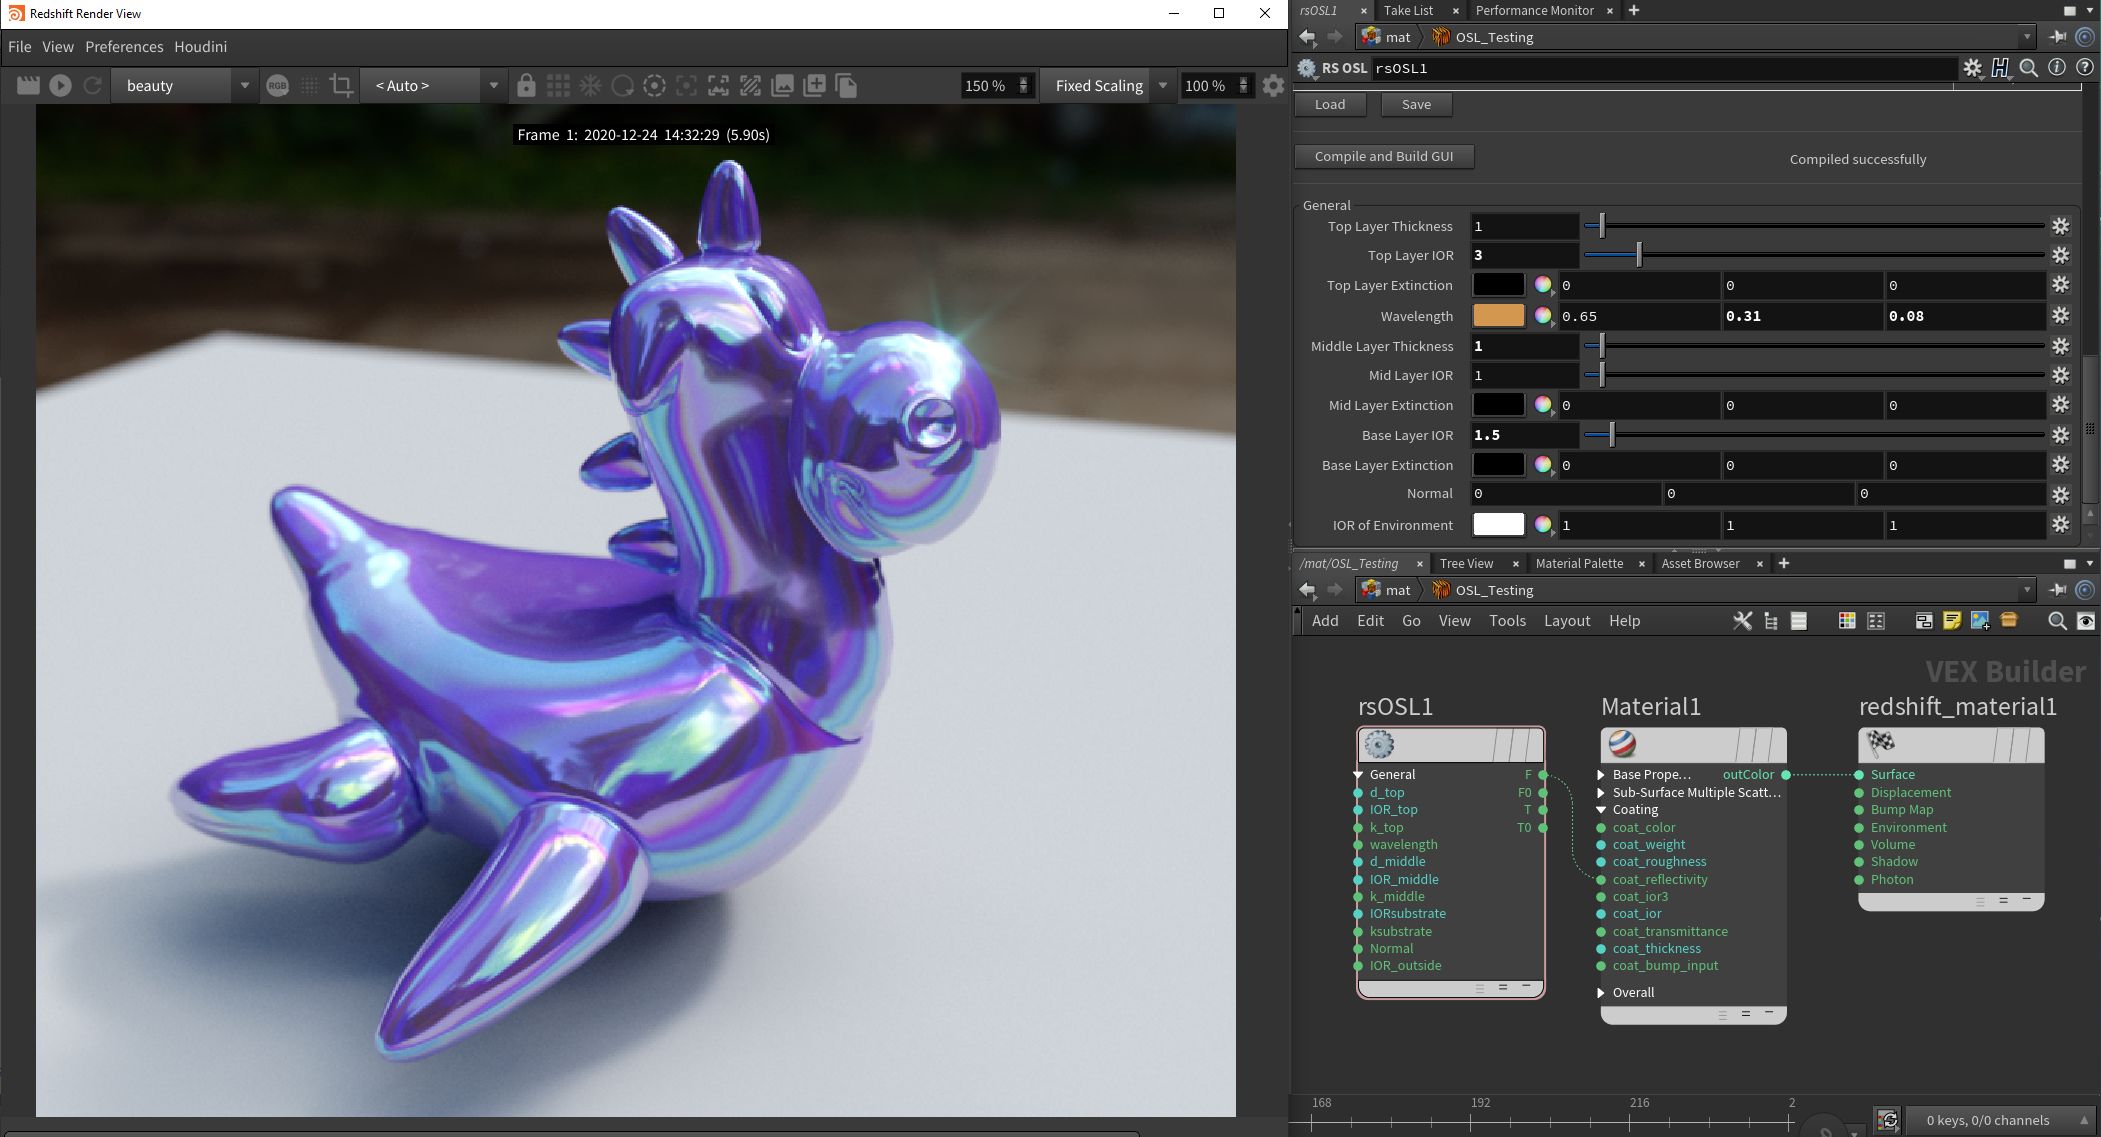 Redshift Render View
File View Preferences Houdini
beauty
RGB
< Auto >
150 %
Fixed Scaling
100 %
Frame 1: 2020-12-24 14:32:29 (5.90s)
rsOSL1 × Take List × Performance Monitor × +
mat OSL_Testing
RS OSL rsOSL1
Load Save
Compile and Build GUI Compiled successfully
General
Top Layer Thickness 1
Top Layer IOR 3
Top Layer Extinction 0 0 0
Wavelength 0.65 0.31 0.08
Middle Layer Thickness 1
Mid Layer IOR 1
Mid Layer Extinction 0 0 0
Base Layer IOR 1.5
Base Layer Extinction 0 0 0
Normal 0 0 0
IOR of Environment 1 1 1
/mat/OSL_Testing × Tree View × Material Palette × Asset Browser × +
mat OSL_Testing
Add Edit Go View Tools Layout Help
VEX Builder
rsOSL1
General F
d_top F0
IOR_top T
k_top T0
wavelength
d_middle
IOR_middle
k_middle
IORsubstrate
ksubstrate
Normal
IOR_outside
Material1
Base Prope... outColor
Sub-Surface Multiple Scatt...
Coating
coat_color
coat_weight
coat_roughness
coat_reflectivity
coat_ior3
coat_ior
coat_transmittance
coat_thickness
coat_bump_input
Overall
redshift_material1
Surface
Displacement
Bump Map
Environment
Volume
Shadow
Photon
168 192 216 2
0 keys, 0/0 channels